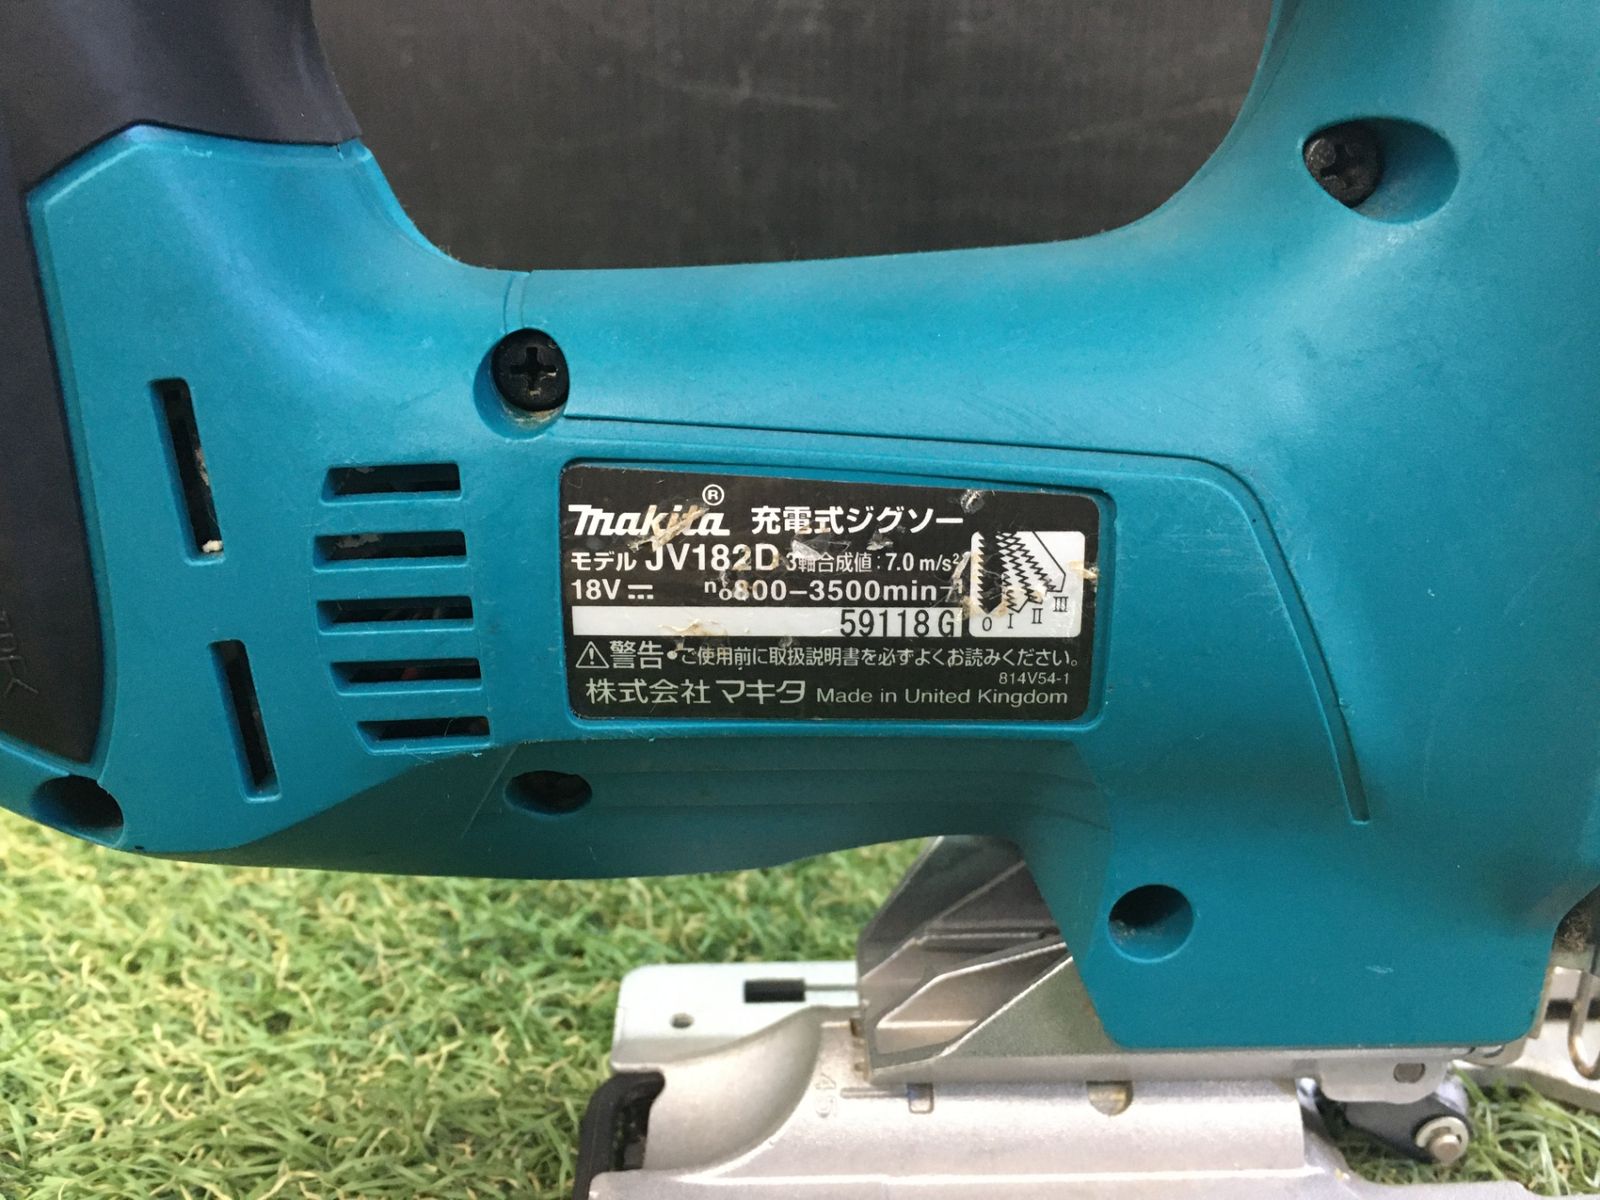 makita® 充電式ジグソー
モデル JV182D 3軸合成値:7.0 m/s²
18V n₀800-3500min⁻¹
59118 G
O I II III
⚠警告•ご使用前に取扱説明書を必ずよくお読みください。
814V54-1
株式会社 マキタ Made in United Kingdom
45